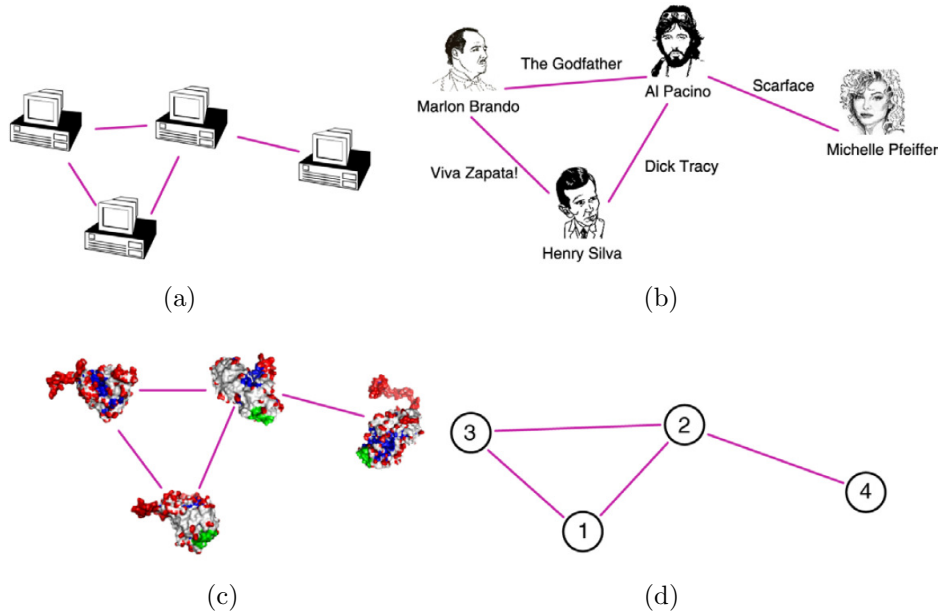 The Godfather
Marlon Brando
Al Pacino
Scarface
Michelle Pfeiffer
Viva Zapata!
Dick Tracy
Henry Silva
(a)
(b)
3
2
4
1
(c)
(d)